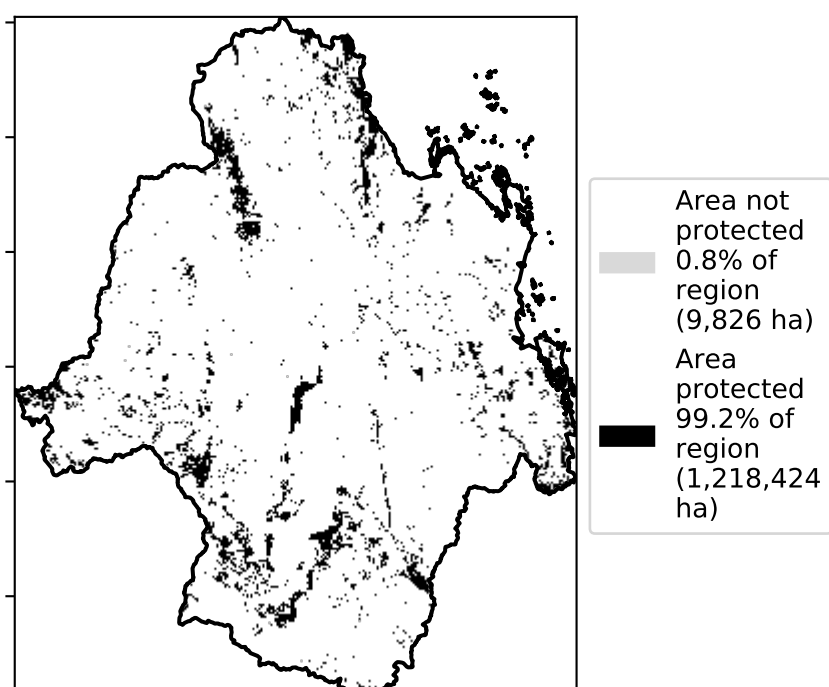 Area not
protected
0.8% of
region
(9,826 ha)
Area
protected
99.2% of
region
(1,218,424
ha)